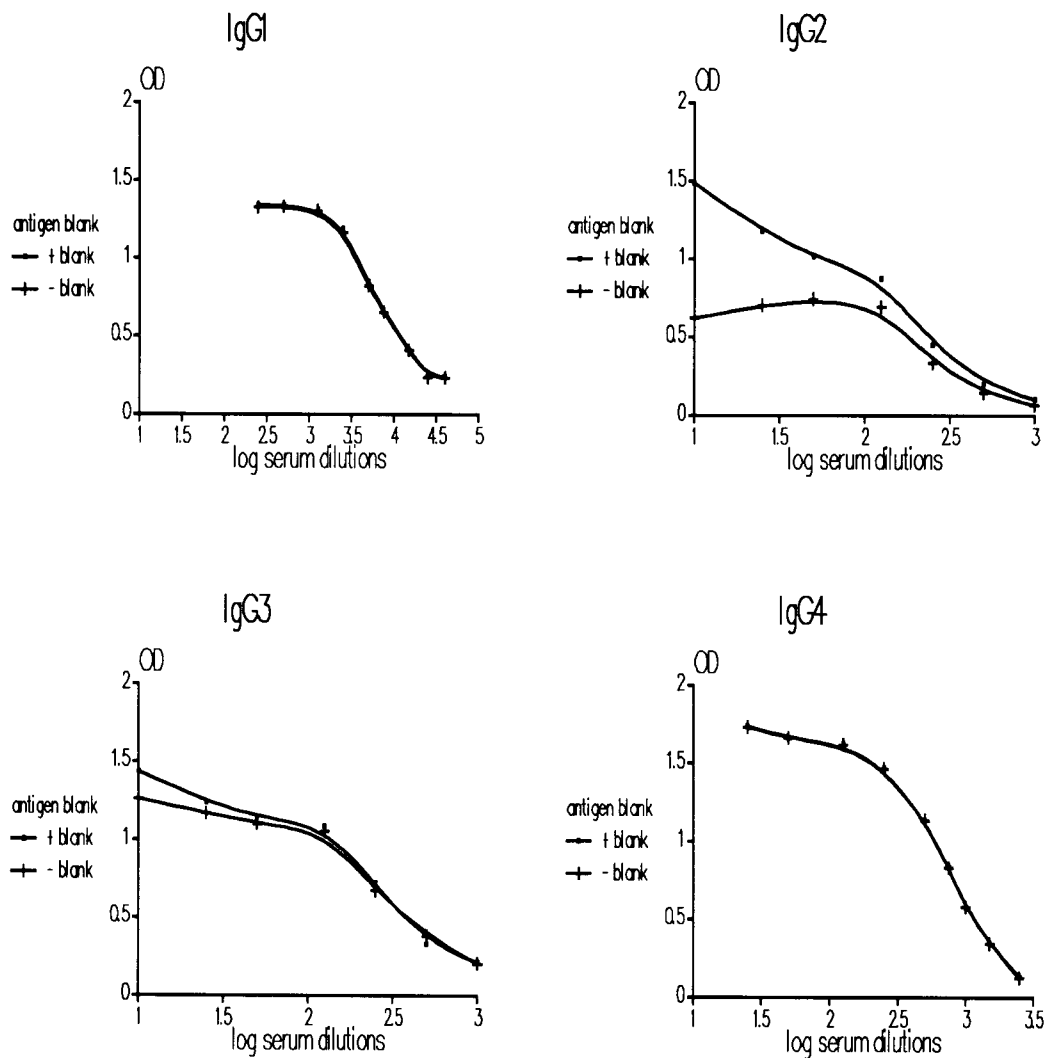 IgG1
OD
2
1.5
1
0.5
0
antigen blank
+ blank
- blank
1 1.5 2 2.5 3 3.5 4 4.5 5
log serum dilutions
IgG2
OD
2
1.5
1
0.5
0
antigen blank
+ blank
- blank
1 1.5 2 2.5 3
log serum dilutions
IgG3
OD
2
1.5
1
0.5
0
antigen blank
+ blank
- blank
1 1.5 2 2.5 3
log serum dilutions
IgG4
OD
2
1.5
1
0.5
0
antigen blank
+ blank
- blank
1 1.5 2 2.5 3 3.5
log serum dilutions